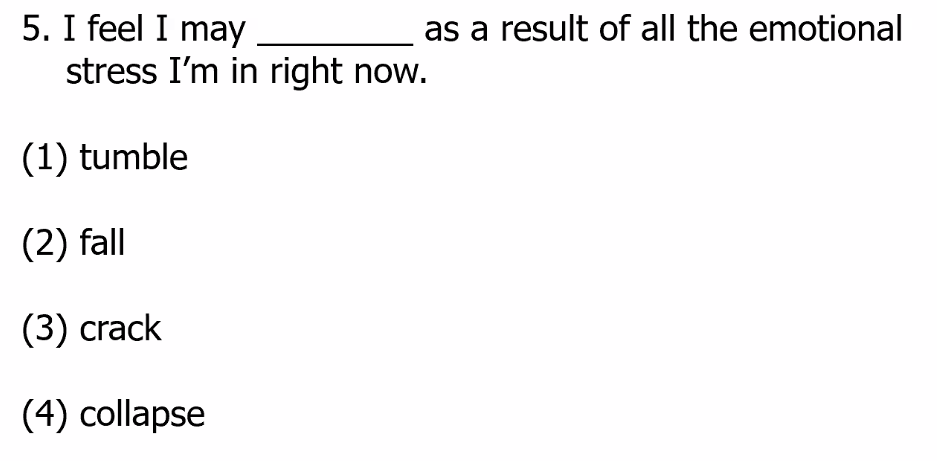 5. I feel I may _________ as a result of all the emotional
stress I'm in right now.
(1) tumble
(2) fall
(3) crack
(4) collapse